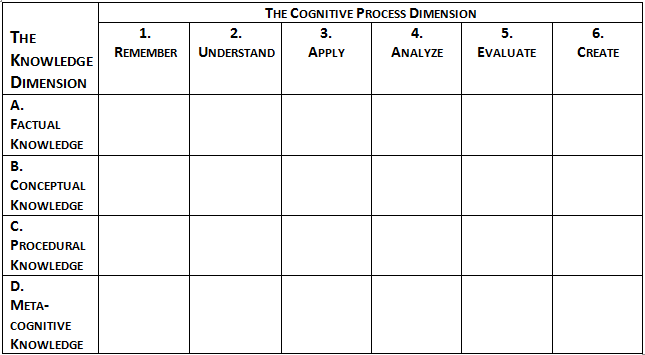 THE COGNITIVE PROCESS DIMENSION
THE
KNOWLEDGE
DIMENSION
1.
REMEMBER
2.
UNDERSTAND
3.
APPLY
4.
ANALYZE
5.
EVALUATE
6.
CREATE
A.
FACTUAL
KNOWLEDGE
B.
CONCEPTUAL
KNOWLEDGE
C.
PROCEDURAL
KNOWLEDGE
D.
META-
COGNITIVE
KNOWLEDGE